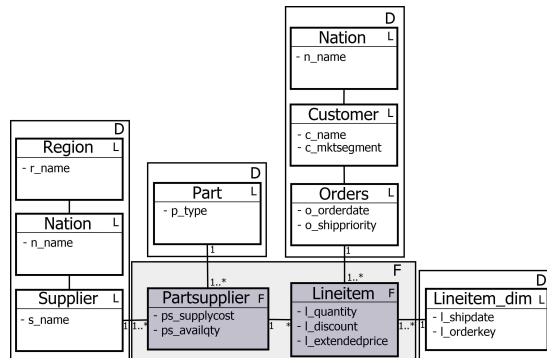 D
Nation L
- n_name
Customer L
- c_name
- c_mktsegment
Orders L
- o_orderdate
- o_shippriority
1
D
Region L
- r_name
Nation L
- n_name
Supplier L
- s_name
D
Part L
- p_type
1
F
1..*
1..*
Partsupplier F
- ps_supplycost
- ps_availqty
Lineitem F
- l_quantity
- l_discount
- l_extendedprice
1
1..*
1
*
1..*
1
D
Lineitem_dim L
- l_shipdate
- l_orderkey